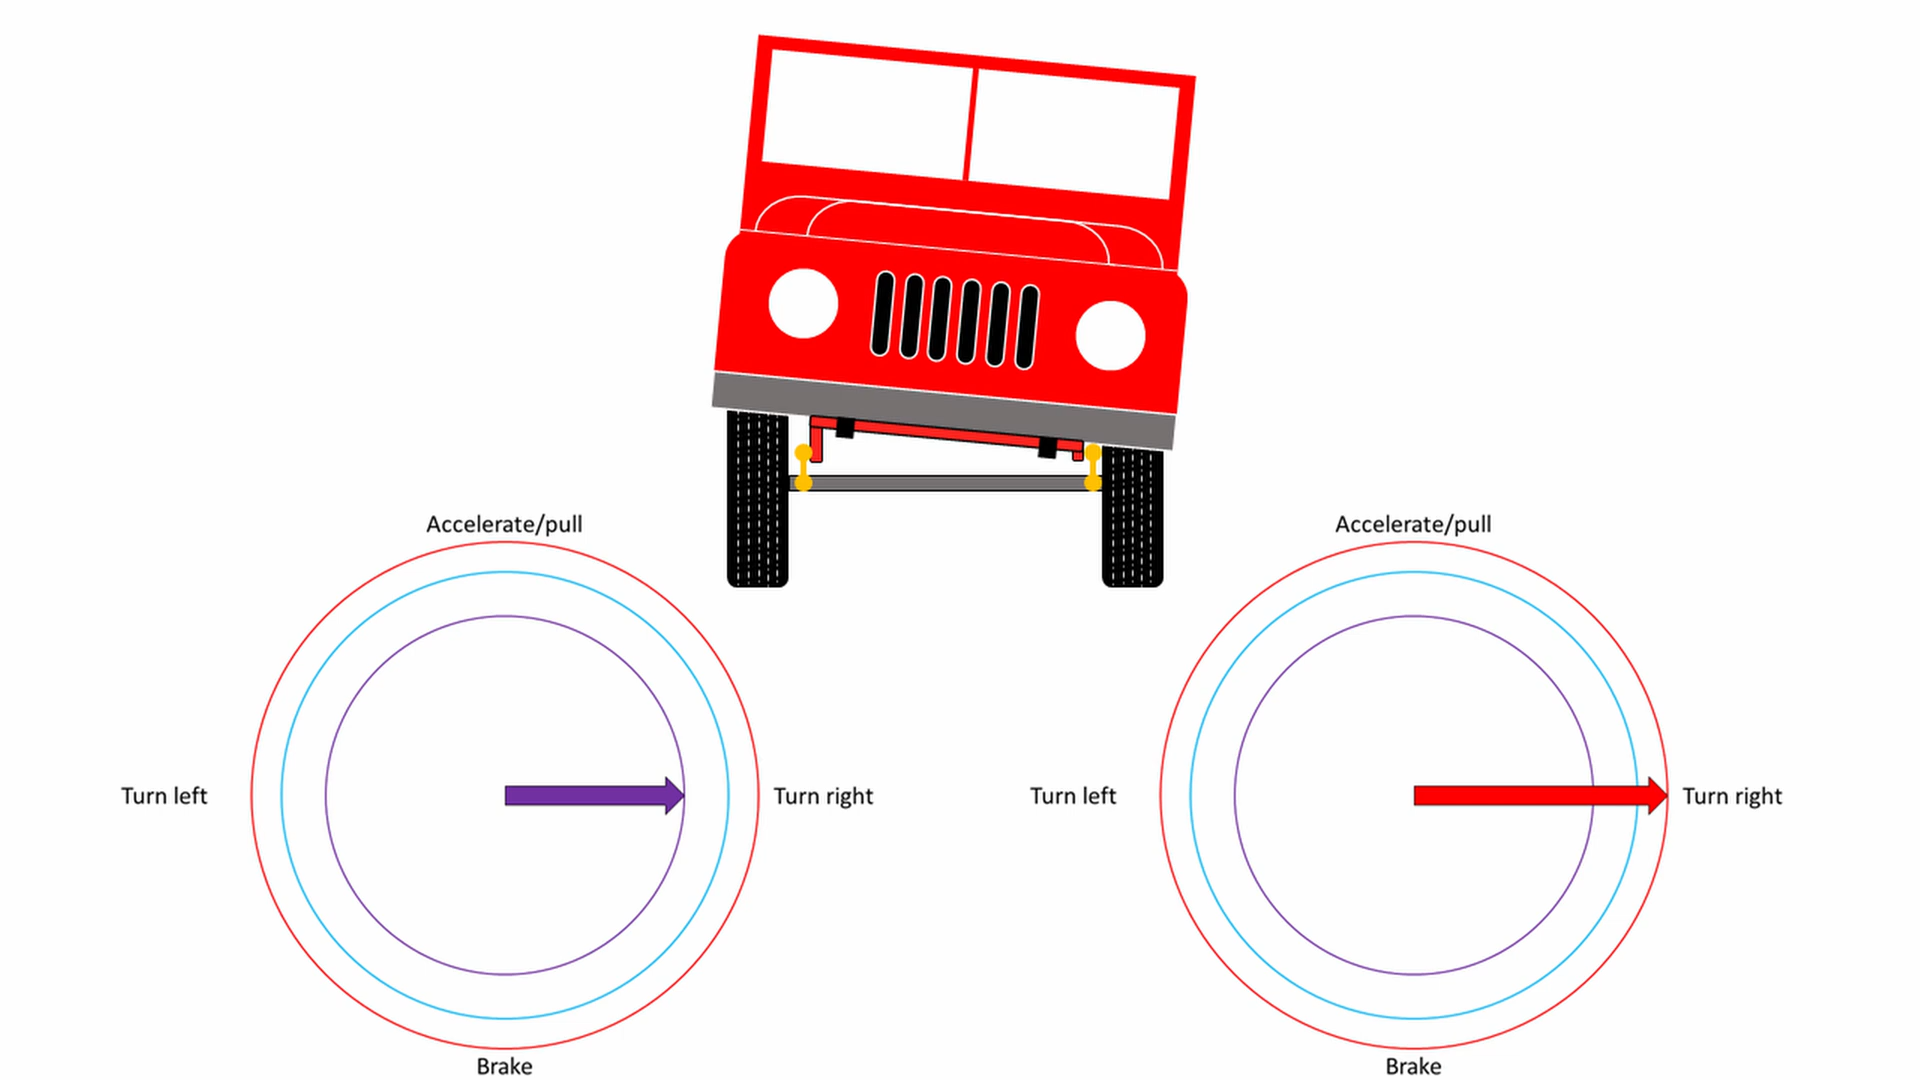 Accelerate/pull
Accelerate/pull
Turn left
Turn right
Turn left
Turn right
Brake
Brake